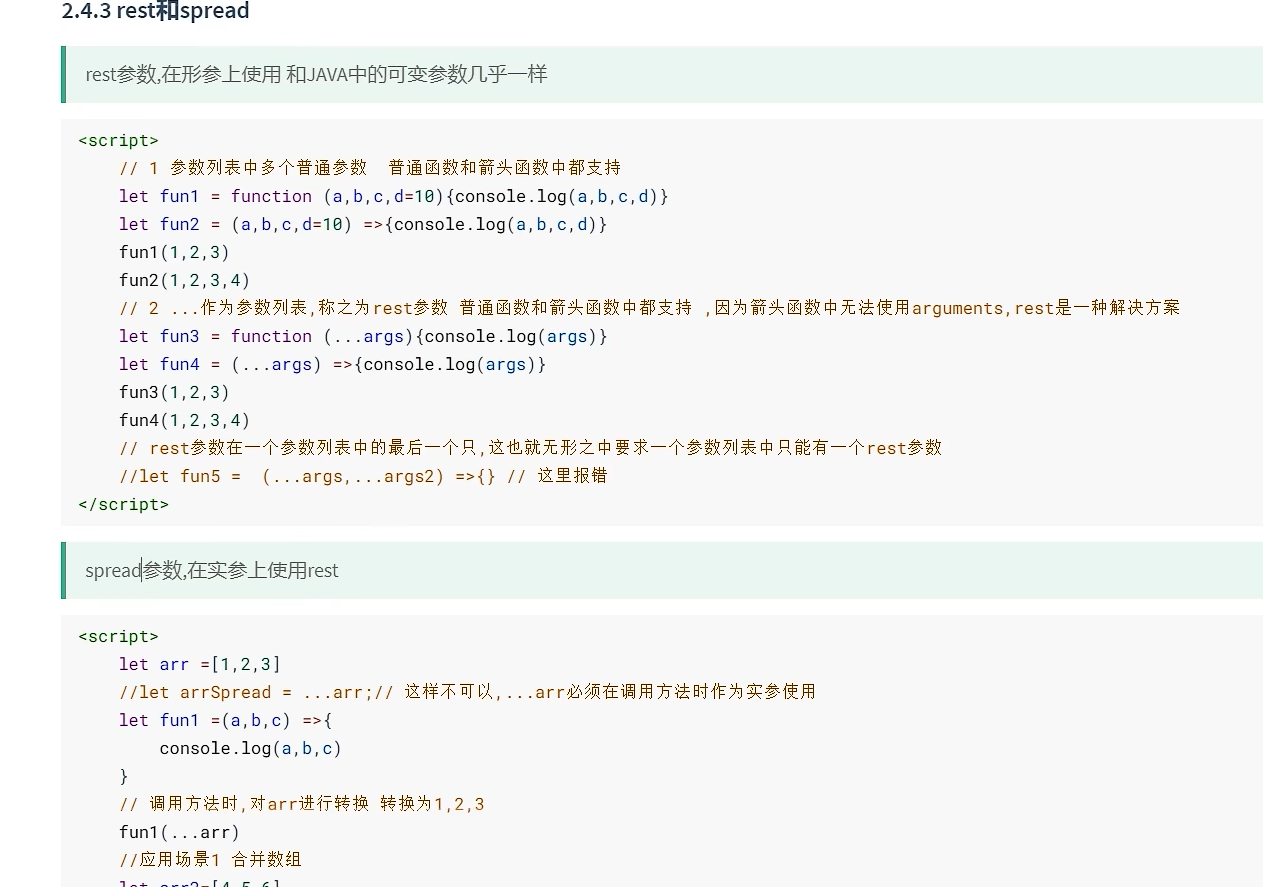 2.4.3 rest和spread
rest参数,在形参上使用 和JAVA中的可变参数几乎一样
<script>
// 1 参数列表中多个普通参数  普通函数和箭头函数中都支持
let fun1 = function (a,b,c,d=10){console.log(a,b,c,d)}
let fun2 = (a,b,c,d=10) =>{console.log(a,b,c,d)}
fun1(1,2,3)
fun2(1,2,3,4)
// 2 ...作为参数列表,称之为rest参数 普通函数和箭头函数中都支持 ,因为箭头函数中无法使用arguments,rest是一种解决方案
let fun3 = function (...args){console.log(args)}
let fun4 = (...args) =>{console.log(args)}
fun3(1,2,3)
fun4(1,2,3,4)
// rest参数在一个参数列表中的最后一个只,这也就无形之中要求一个参数列表中只能有一个rest参数
//let fun5 =  (...args,...args2) =>{} // 这里报错
</script>
spread参数,在实参上使用rest
<script>
let arr =[1,2,3]
//let arrSpread = ...arr;// 这样不可以,...arr必须在调用方法时作为实参使用
let fun1 =(a,b,c) =>{
console.log(a,b,c)
}
// 调用方法时,对arr进行转换 转换为1,2,3
fun1(...arr)
//应用场景1 合并数组
let arr2=[4,5,6]